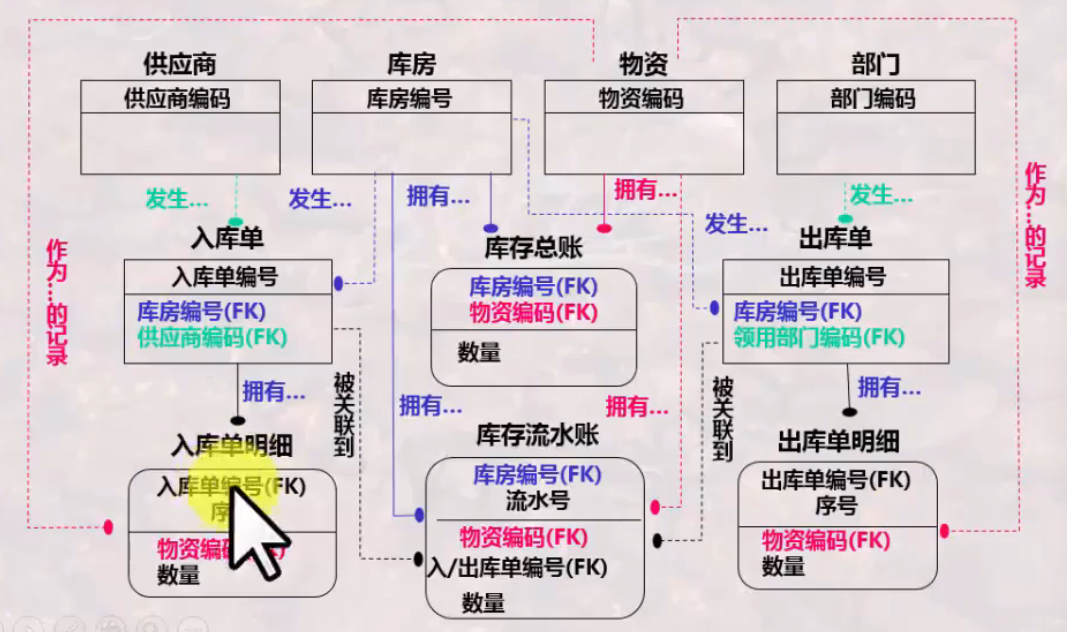 供应商
库房
物资
部门
供应商编码
库房编号
物资编码
部门编码
发生...
发生...
拥有...
拥有...
发生...
发生...
作为...的记录
作为...的记录
入库单
入库单编号
库房编号(FK)
供应商编码(FK)
库存总账
库房编号(FK)
物资编码(FK)
数量
出库单
出库单编号
库房编号(FK)
领用部门编码(FK)
拥有...
被关联到
拥有...
拥有...
被关联到
拥有...
入库单明细
入库单编号(FK)
序
物资编
数量
库存流水账
库房编号(FK)
流水号
物资编码(FK)
入/出库单编号(FK)
数量
出库单明细
出库单编号(FK)
序号
物资编码(FK)
数量